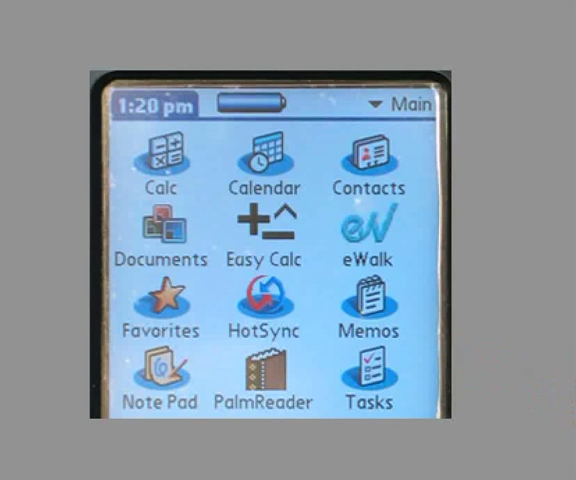 1:20 pm Main
Calc Calendar Contacts
Documents Easy Calc eWalk
Favorites HotSync Memos
Note Pad PalmReader Tasks